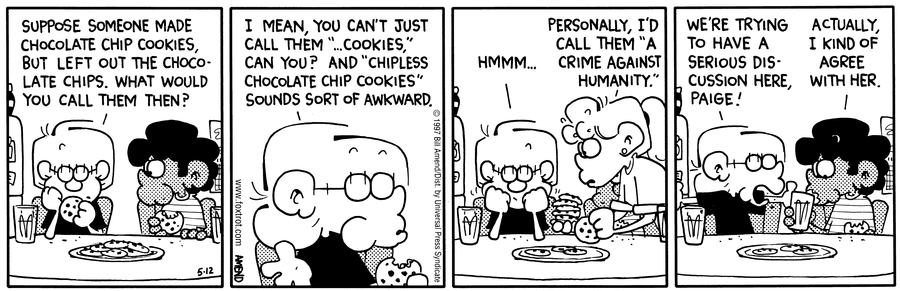 SUPPOSE SOMEONE MADE
CHOCOLATE CHIP COOKIES,
BUT LEFT OUT THE CHOCO-
LATE CHIPS. WHAT WOULD
YOU CALL THEM THEN?
5-12
I MEAN, YOU CAN'T JUST
CALL THEM "...COOKIES,"
CAN YOU? AND "CHIPLESS
CHOCOLATE CHIP COOKIES"
SOUNDS SORT OF AWKWARD.
www.foxtrot.com
AMEND
© 1997 Bill Amend/Dist. by Universal Press Syndicate
HMMM...
PERSONALLY, I'D
CALL THEM "A
CRIME AGAINST
HUMANITY."
WE'RE TRYING
TO HAVE A
SERIOUS DIS-
CUSSION HERE,
PAIGE!
ACTUALLY,
I KIND OF
AGREE
WITH HER.